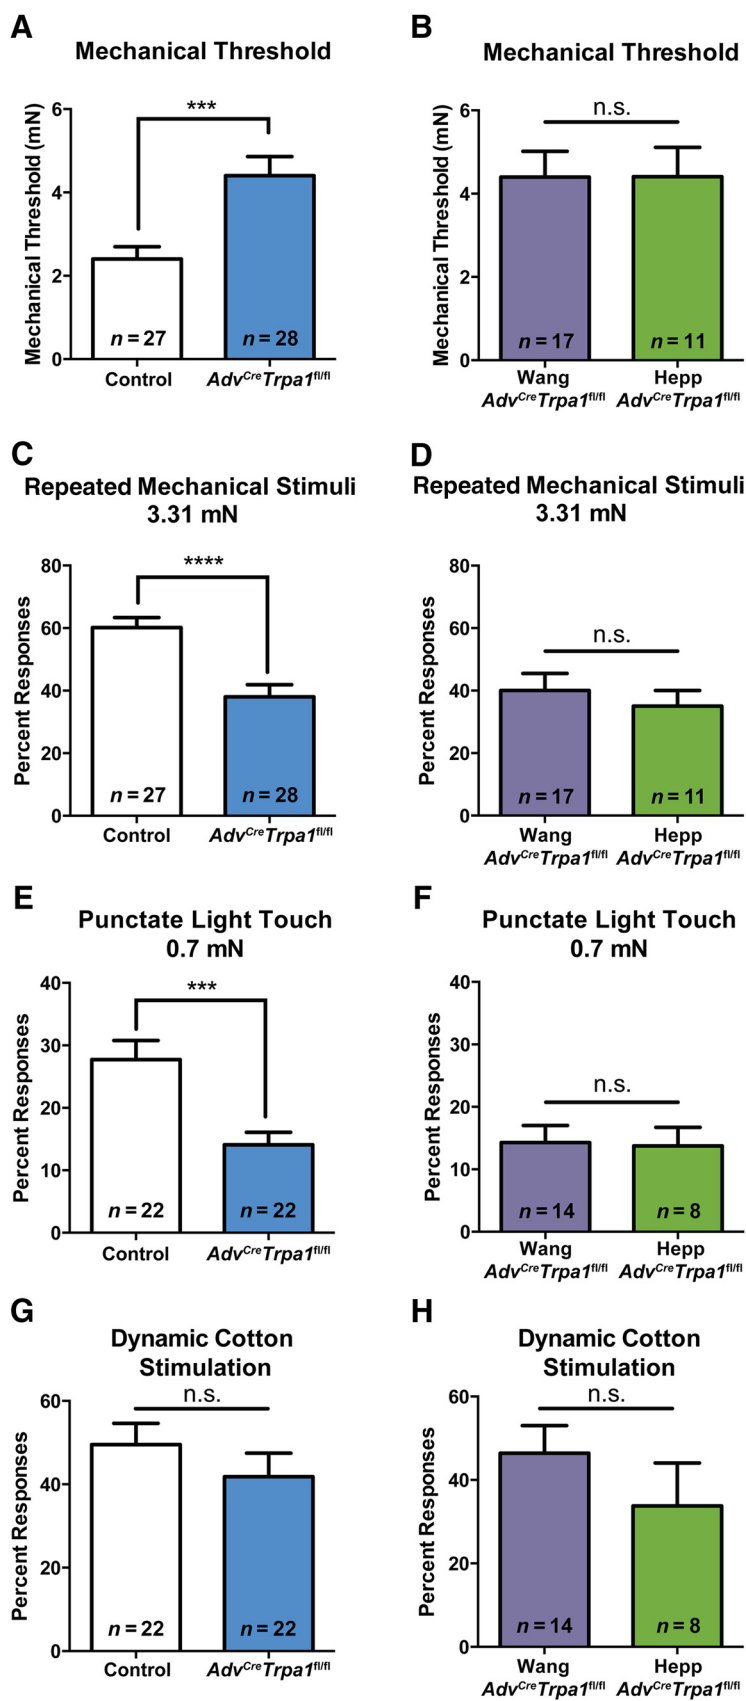 A
Mechanical Threshold
Mechanical Threshold (mN)
6
4
2
0
***
n = 27
n = 28
Control
AdvCreTrpa1fl/fl
B
Mechanical Threshold
Mechanical Threshold (mN)
6
4
2
0
n.s.
n = 17
n = 11
Wang
AdvCreTrpa1fl/fl
Hepp
AdvCreTrpa1fl/fl
C
Repeated Mechanical Stimuli
3.31 mN
Percent Responses
80
60
40
20
0
****
n = 27
n = 28
Control
AdvCreTrpa1fl/fl
D
Repeated Mechanical Stimuli
3.31 mN
Percent Responses
80
60
40
20
0
n.s.
n = 17
n = 11
Wang
AdvCreTrpa1fl/fl
Hepp
AdvCreTrpa1fl/fl
E
Punctate Light Touch
0.7 mN
Percent Responses
40
30
20
10
0
***
n = 22
n = 22
Control
AdvCreTrpa1fl/fl
F
Punctate Light Touch
0.7 mN
Percent Responses
40
30
20
10
0
n.s.
n = 14
n = 8
Wang
AdvCreTrpa1fl/fl
Hepp
AdvCreTrpa1fl/fl
G
Dynamic Cotton
Stimulation
Percent Responses
60
40
20
0
n.s.
n = 22
n = 22
Control
AdvCreTrpa1fl/fl
H
Dynamic Cotton
Stimulation
Percent Responses
60
40
20
0
n.s.
n = 14
n = 8
Wang
AdvCreTrpa1fl/fl
Hepp
AdvCreTrpa1fl/fl